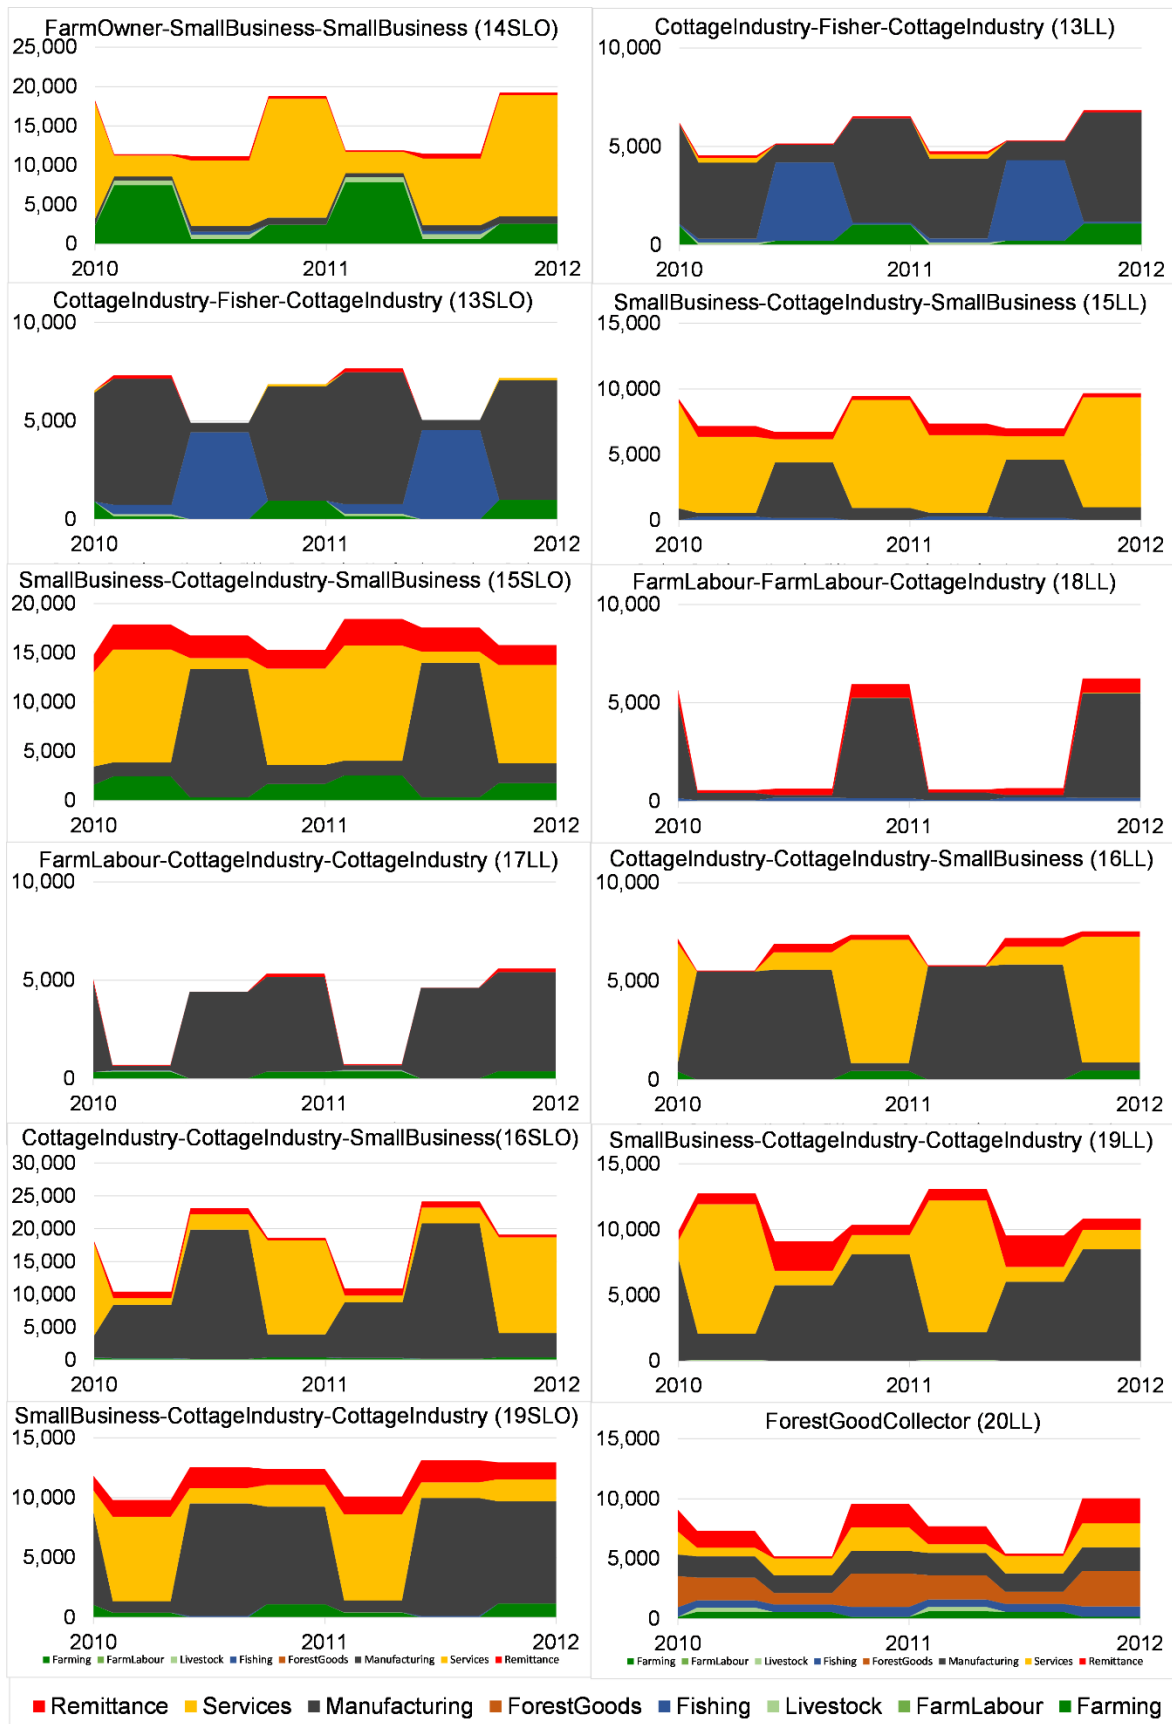 FarmOwner-SmallBusiness-SmallBusiness (14SLO)
25,000
20,000
15,000
10,000
5,000
0
2010 2011 2012
CottageIndustry-Fisher-CottageIndustry (13LL)
10,000
5,000
0
2010 2011 2012
CottageIndustry-Fisher-CottageIndustry (13SLO)
10,000
5,000
0
2010 2011 2012
SmallBusiness-CottageIndustry-SmallBusiness (15LL)
15,000
10,000
5,000
0
2010 2011 2012
SmallBusiness-CottageIndustry-SmallBusiness (15SLO)
20,000
15,000
10,000
5,000
0
2010 2011 2012
FarmLabour-FarmLabour-CottageIndustry (18LL)
10,000
5,000
0
2010 2011 2012
FarmLabour-CottageIndustry-CottageIndustry (17LL)
10,000
5,000
0
2010 2011 2012
CottageIndustry-CottageIndustry-SmallBusiness (16LL)
10,000
5,000
0
2010 2011 2012
CottageIndustry-CottageIndustry-SmallBusiness(16SLO)
30,000
25,000
20,000
15,000
10,000
5,000
0
2010 2011 2012
SmallBusiness-CottageIndustry-CottageIndustry (19LL)
15,000
10,000
5,000
0
2010 2011 2012
SmallBusiness-CottageIndustry-CottageIndustry (19SLO)
15,000
10,000
5,000
0
2010 2011 2012
Farming FarmLabour Livestock Fishing ForestGoods Manufacturing Services Remittance
ForestGoodCollector (20LL)
15,000
10,000
5,000
0
2010 2011 2012
Farming FarmLabour Livestock Fishing ForestGoods Manufacturing Services Remittance
Remittance Services Manufacturing ForestGoods Fishing Livestock FarmLabour Farming